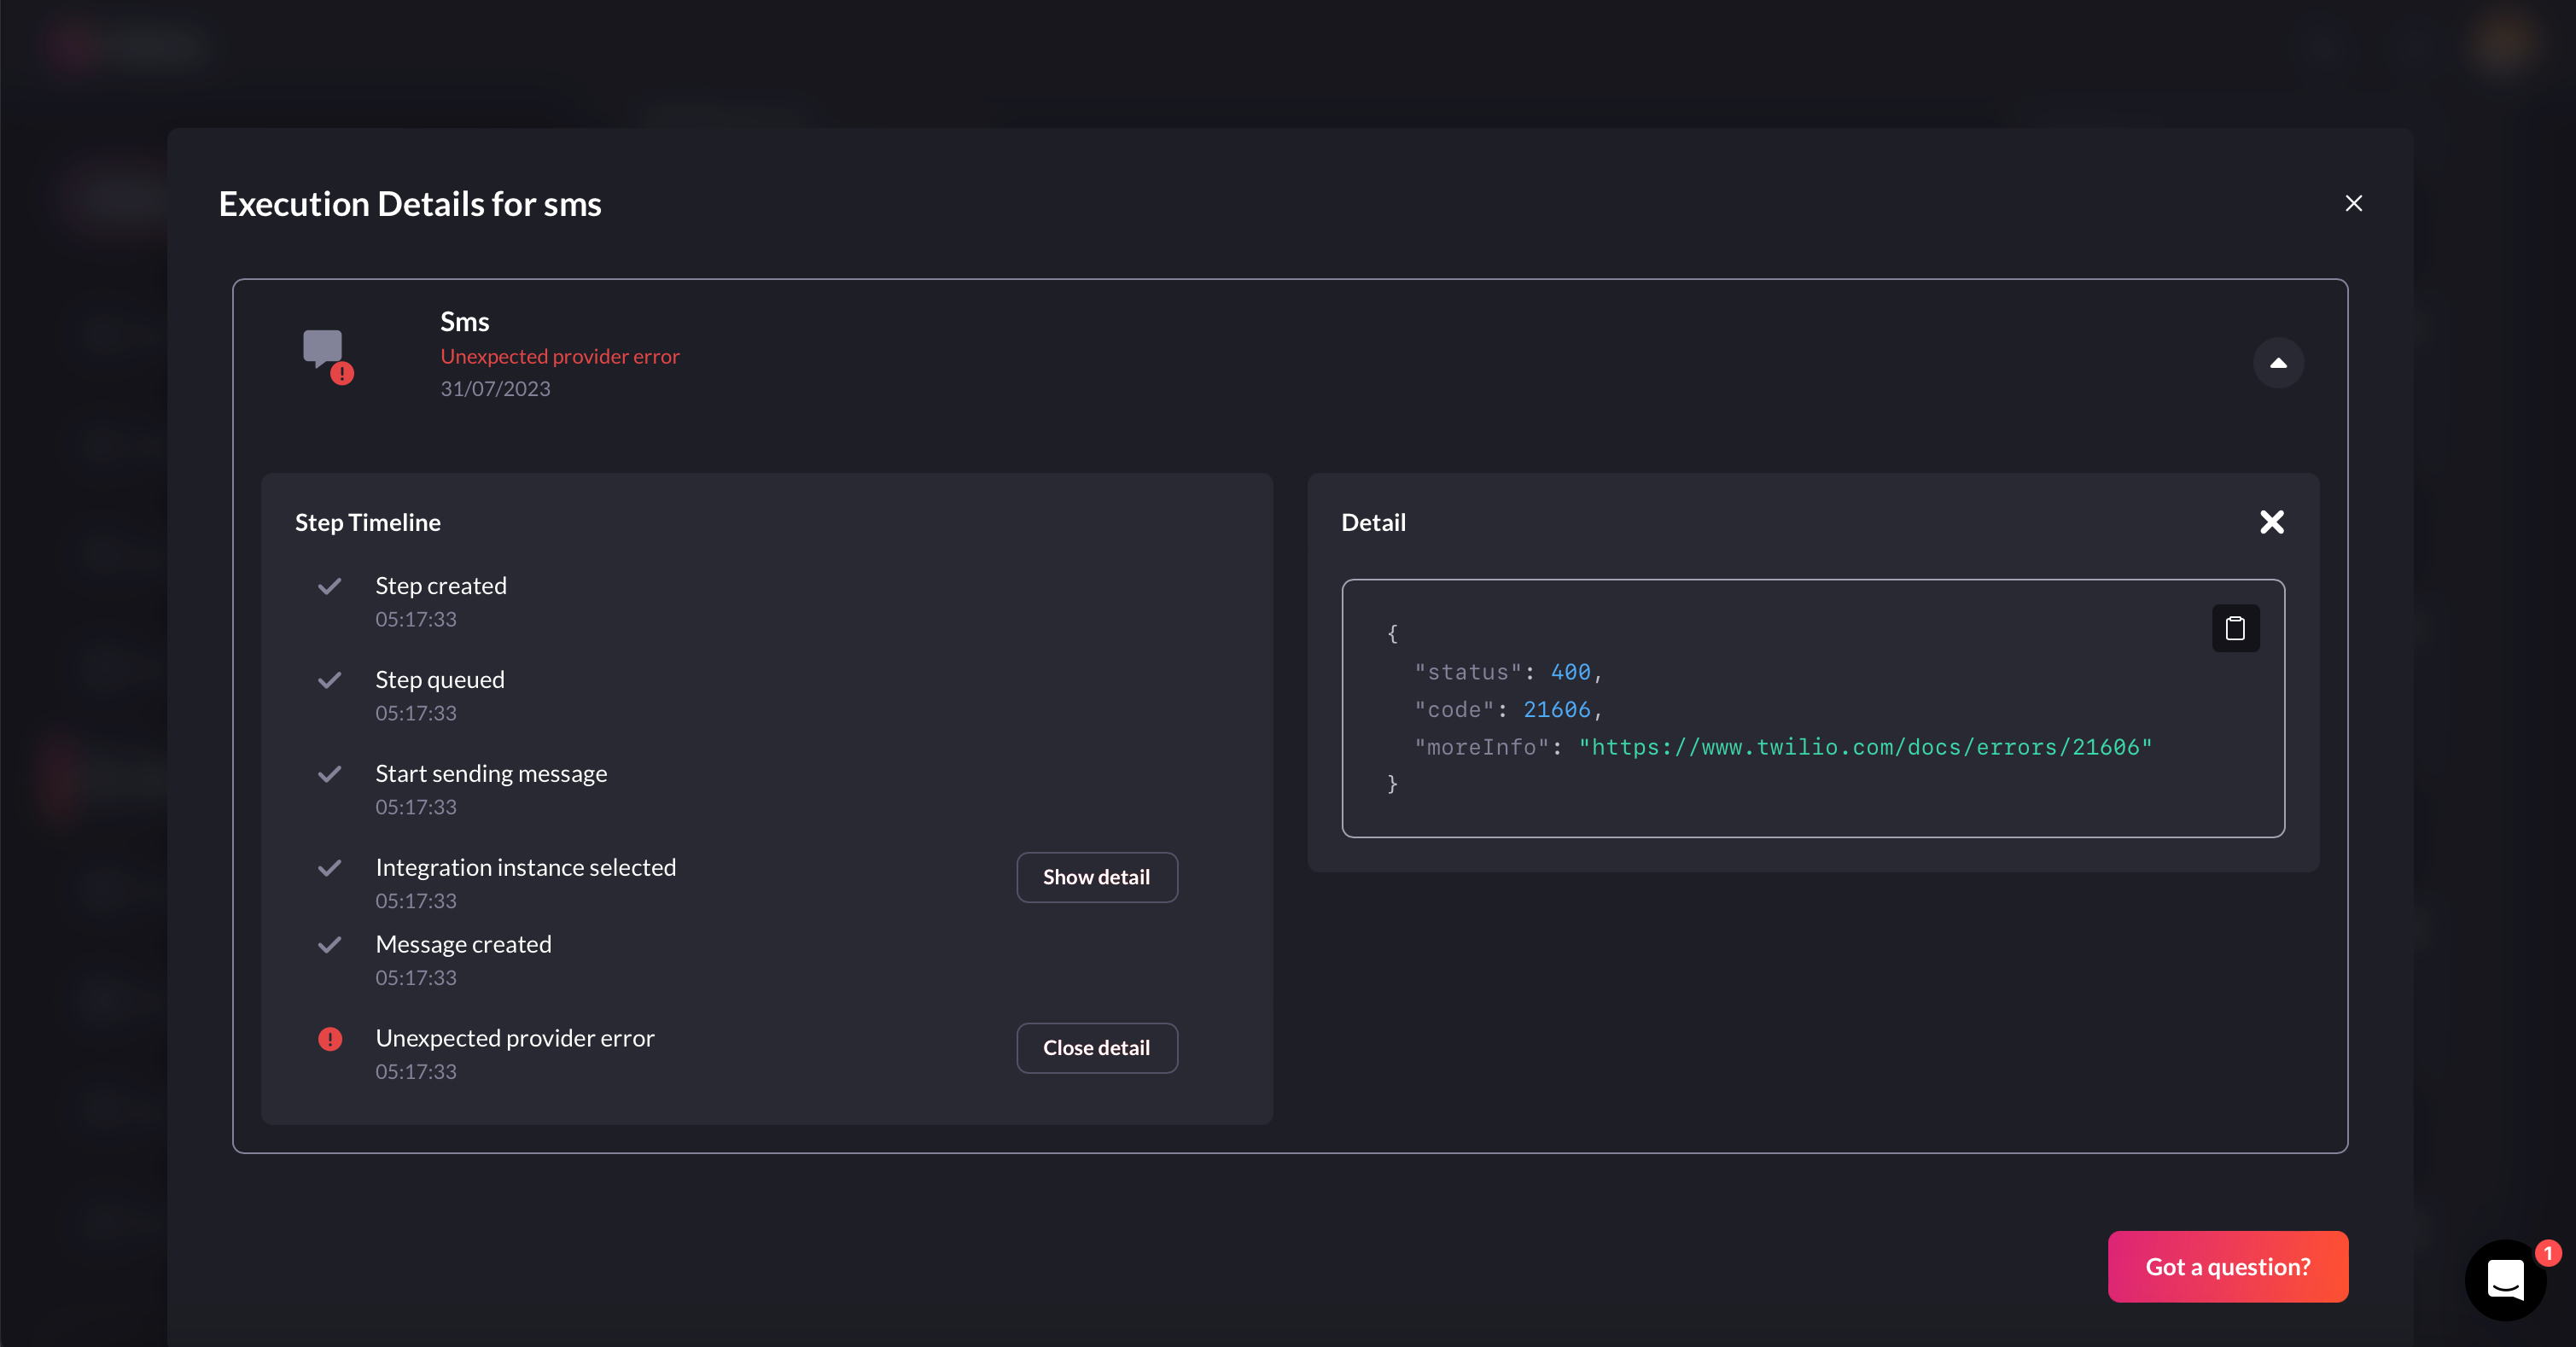 Execution Details for sms
Sms
Unexpected provider error
31/07/2023
Step Timeline
Step created
05:17:33
Step queued
05:17:33
Start sending message
05:17:33
Integration instance selected
05:17:33
Show detail
Message created
05:17:33
Unexpected provider error
05:17:33
Close detail
Detail
{
"status": 400,
"code": 21606,
"moreInfo": "https://www.twilio.com/docs/errors/21606"
}
Got a question?
1